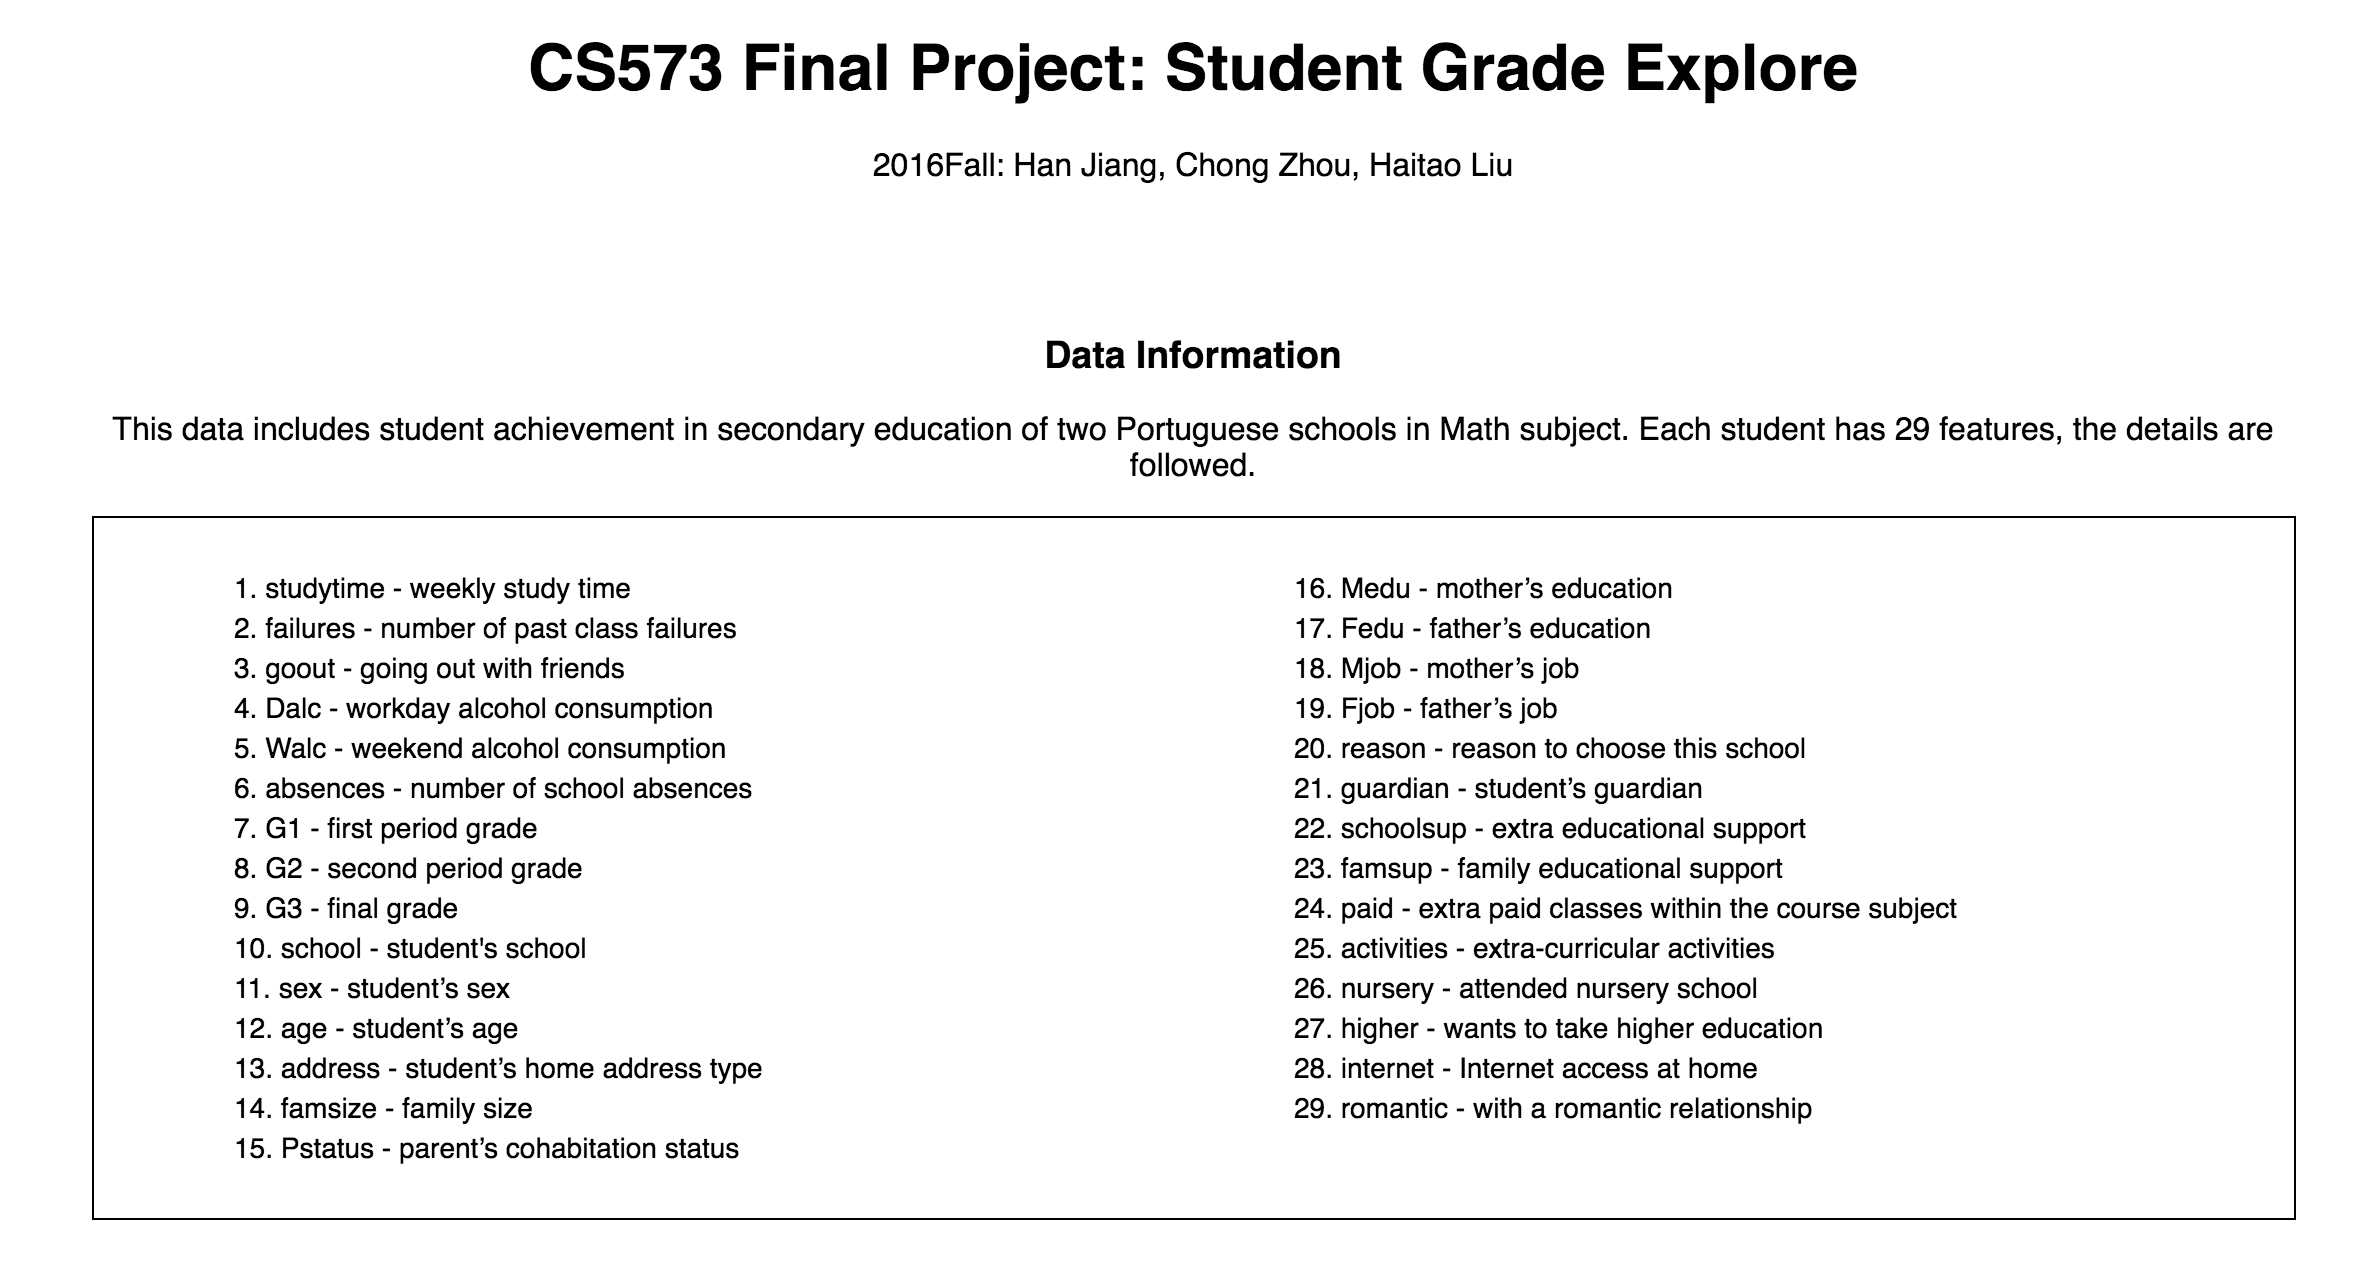 CS573 Final Project: Student Grade Explore
2016Fall: Han Jiang, Chong Zhou, Haitao Liu
Data Information
This data includes student achievement in secondary education of two Portuguese schools in Math subject. Each student has 29 features, the details are
followed.
1. studytime - weekly study time
2. failures - number of past class failures
3. goout - going out with friends
4. Dalc - workday alcohol consumption
5. Walc - weekend alcohol consumption
6. absences - number of school absences
7. G1 - first period grade
8. G2 - second period grade
9. G3 - final grade
10. school - student's school
11. sex - student’s sex
12. age - student’s age
13. address - student’s home address type
14. famsize - family size
15. Pstatus - parent’s cohabitation status
16. Medu - mother’s education
17. Fedu - father’s education
18. Mjob - mother’s job
19. Fjob - father’s job
20. reason - reason to choose this school
21. guardian - student’s guardian
22. schoolsup - extra educational support
23. famsup - family educational support
24. paid - extra paid classes within the course subject
25. activities - extra-curricular activities
26. nursery - attended nursery school
27. higher - wants to take higher education
28. internet - Internet access at home
29. romantic - with a romantic relationship